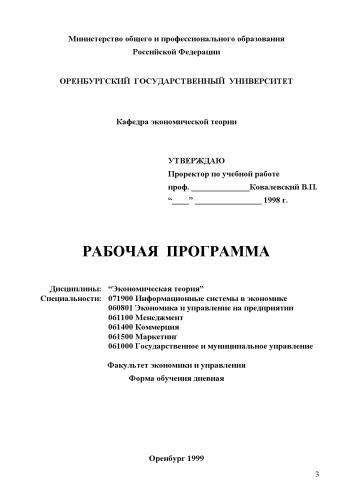 Министерство общего и профессионального образования
Российской Федерации
ОРЕНБУРГСКИЙ ГОСУДАРСТВЕННЫЙ УНИВЕРСИТЕТ
Кафедра экономической теории
УТВЕРЖДАЮ
Проректор по учебной работе
проф. _______________Ковалевский В.П.
“____” _________________ 1998 г.
РАБОЧАЯ ПРОГРАММА
Дисциплины: “Экономическая теория”
Специальности: 071900 Информационные системы в экономике
060801 Экономика и управление на предприятии
061100 Менеджмент
061400 Коммерция
061500 Маркетинг
061000 Государственное и муниципальное управление
Факультет экономики и управления
Форма обучения дневная
Оренбург 1999
3